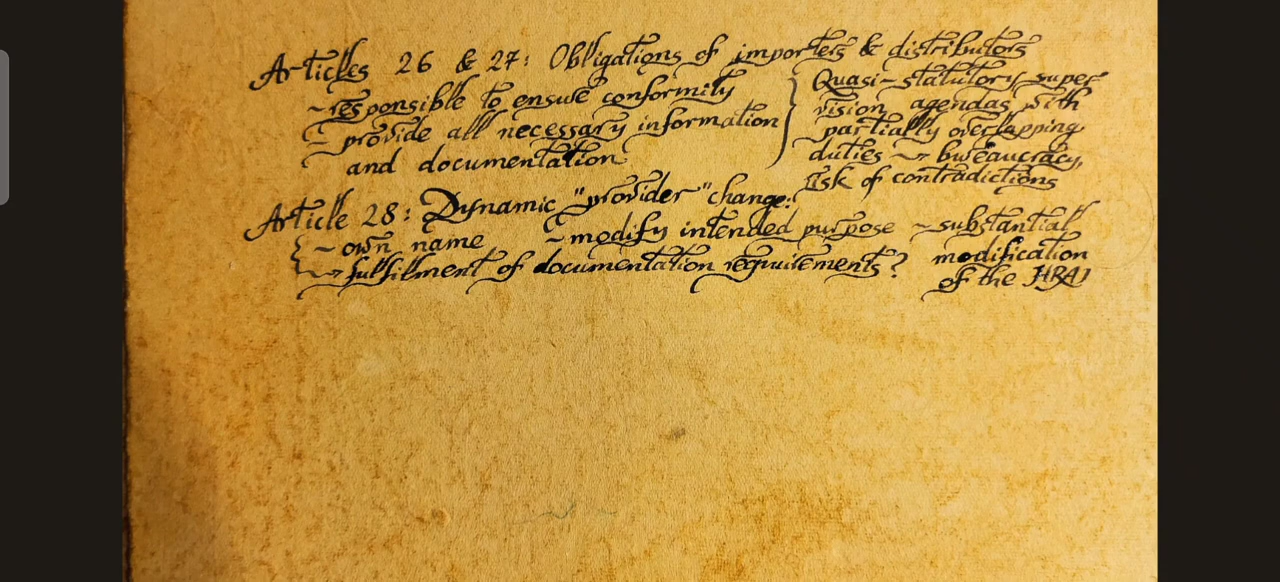 Articles 26 & 27: Obligations of importers & distributors
~ responsible to ensure conformity
~ provide all necessary information
and documentation
} Quasi-statutory super-
vision agendas with
partially overlapping
duties ~> bureaucracy,
risk of contradictions
Article 28: Dynamic "provider" change:
{ ~ own name ~ modify intended purpose ~ substantial
modification
of the HRAI
~> fulfilment of documentation requirements?